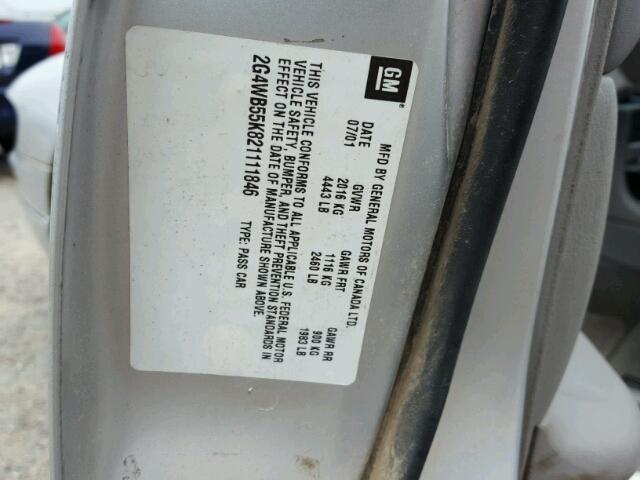 GM
MFD BY GENERAL MOTORS OF CANADA LTD.
DATE GVWR GAWR FRT GAWR RR
07/01 2016 KG 1116 KG 900 KG
4443 LB 2460 LB 1983 LB
THIS VEHICLE CONFORMS TO ALL APPLICABLE U.S. FEDERAL MOTOR
VEHICLE SAFETY, BUMPER, AND THEFT PREVENTION STANDARDS IN
EFFECT ON THE DATE OF MANUFACTURE SHOWN ABOVE.
2G4WB55K821111846 TYPE: PASS CAR